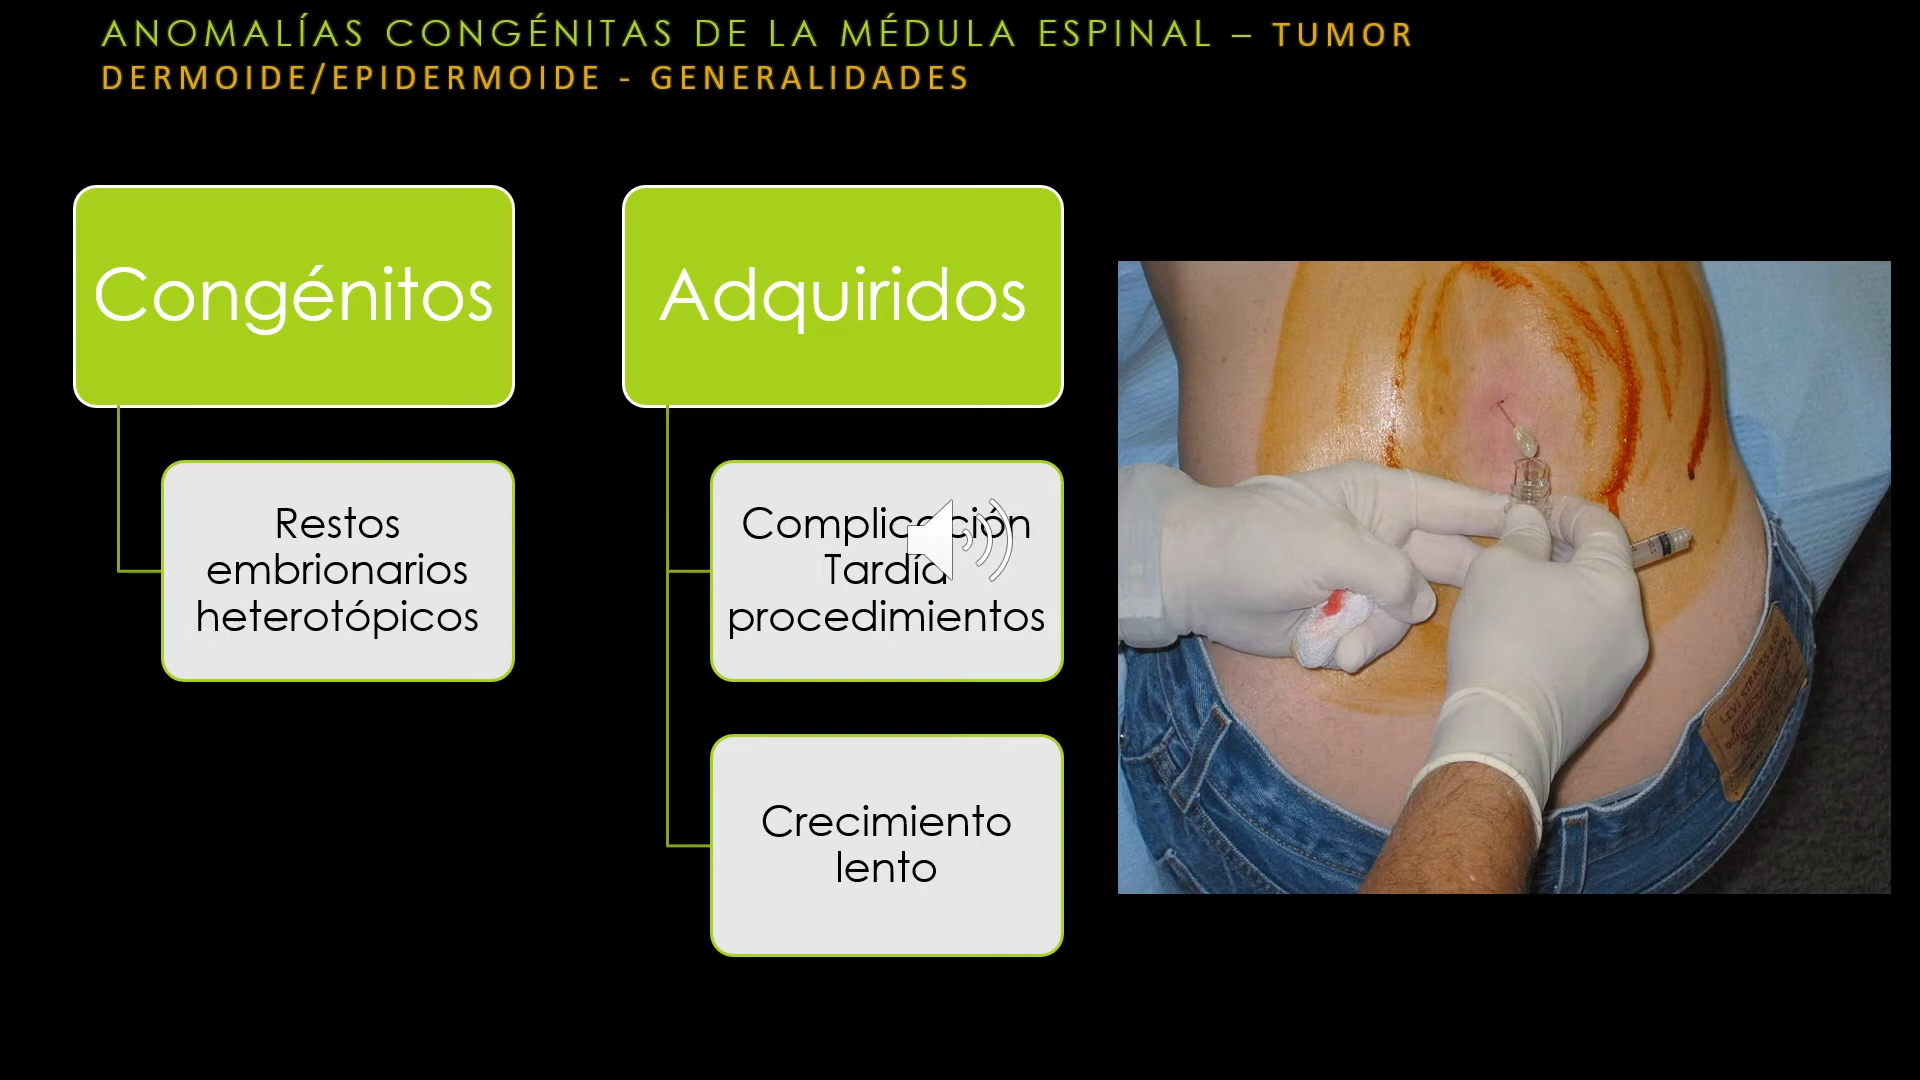 ANOMALÍAS CONGÉNITAS DE LA MÉDULA ESPINAL – TUMOR
DERMOIDE/EPIDERMOIDE - GENERALIDADES
Congénitos
Restos
embrionarios
heterotópicos
Adquiridos
Complicación
Tardía
procedimientos
Crecimiento
lento